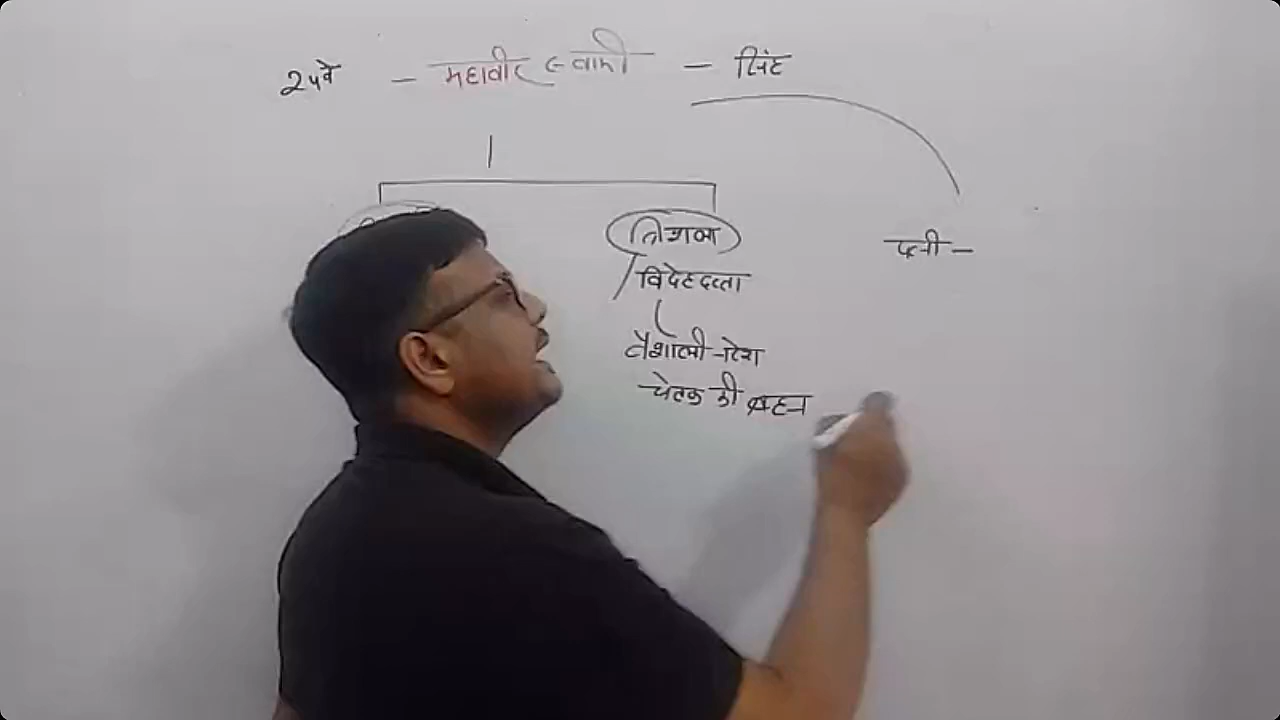 24वे - महावीर स्वामी - सिंह
त्रिशला
पत्नी -
विदेहदत्ता
वैशाली नरेश
चेतक की बहन